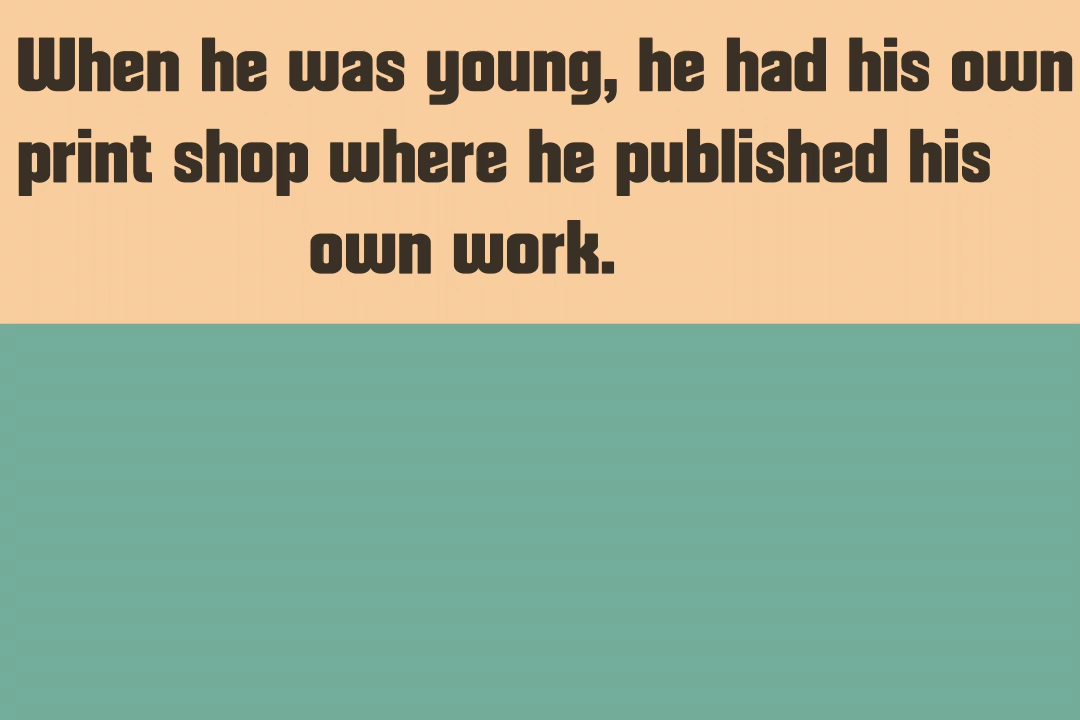 When he was young, he had his own
print shop where he published his
own work.